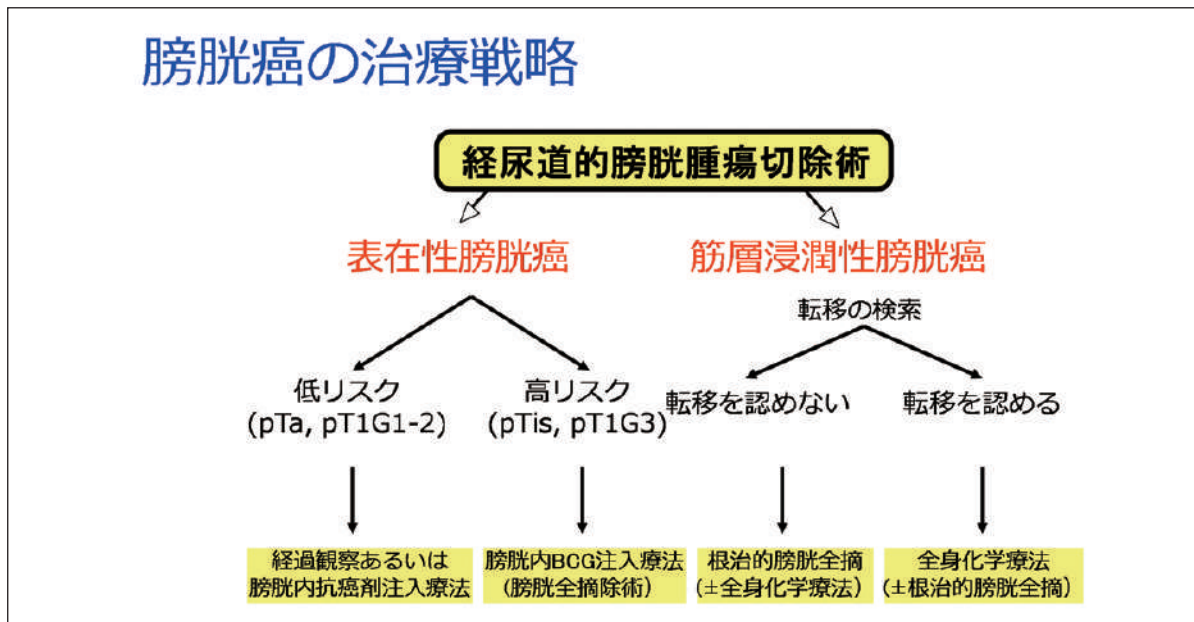 膀胱癌の治療戦略
経尿道的膀胱腫瘍切除術
表在性膀胱癌
筋層浸潤性膀胱癌
転移の検索
低リスク
(pTa, pT1G1-2)
高リスク
(pTis, pT1G3)
転移を認めない
転移を認める
経過観察あるいは
膀胱内抗癌剤注入療法
膀胱内BCG注入療法
(膀胱全摘除術)
根治的膀胱全摘
(±全身化学療法)
全身化学療法
(±根治的膀胱全摘)